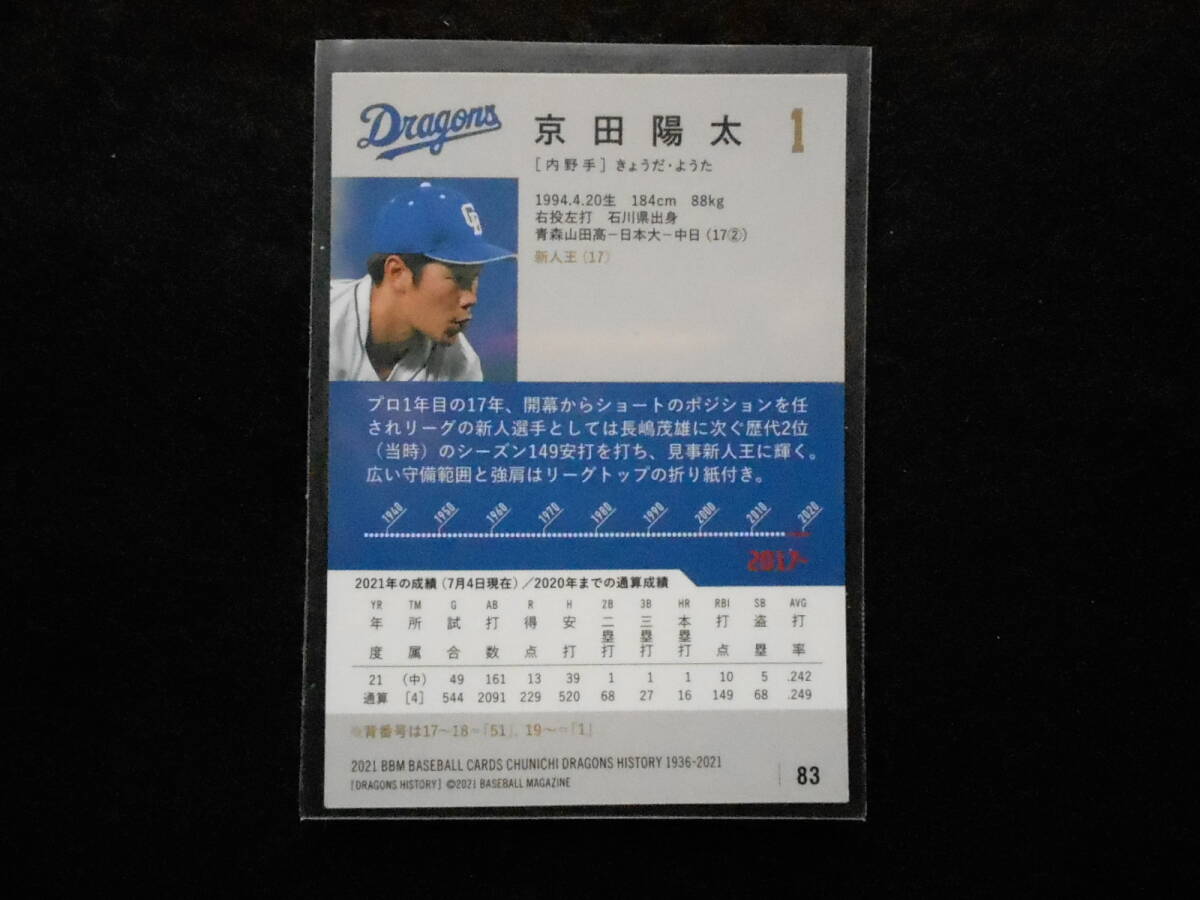 Dragons
京田陽太 1
［内野手］きょうだ・ようた
1994.4.20生 184cm 88kg
右投左打 石川県出身
青森山田高－日本大－中日（17②）
新人王（17）
CD
プロ1年目の17年、開幕からショートのポジションを任
されリーグの新人選手としては長嶋茂雄に次ぐ歴代2位
（当時）のシーズン149安打を打ち、見事新人王に輝く。
広い守備範囲と強肩はリーグトップの折り紙付き。
1940 1950 1960 1970 1980 1990 2000 2010 2020
2017~
2021年の成績（7月4日現在）／2020年までの通算成績
YR TM G AB R H 2B 3B HR RBI SB AVG
年度 所属 試合 打数 得点 安打 二塁打 三塁打 本塁打 打点 盗塁 打率
21 （中） 49 161 13 39 1 1 1 10 5 .242
通算 [4] 544 2091 229 520 68 27 16 149 68 .249
※背番号は17～18＝「51」、19～＝「1」
2021 BBM BASEBALL CARDS CHUNICHI DRAGONS HISTORY 1936-2021
[DRAGONS HISTORY] ©2021 BASEBALL MAGAZINE
83